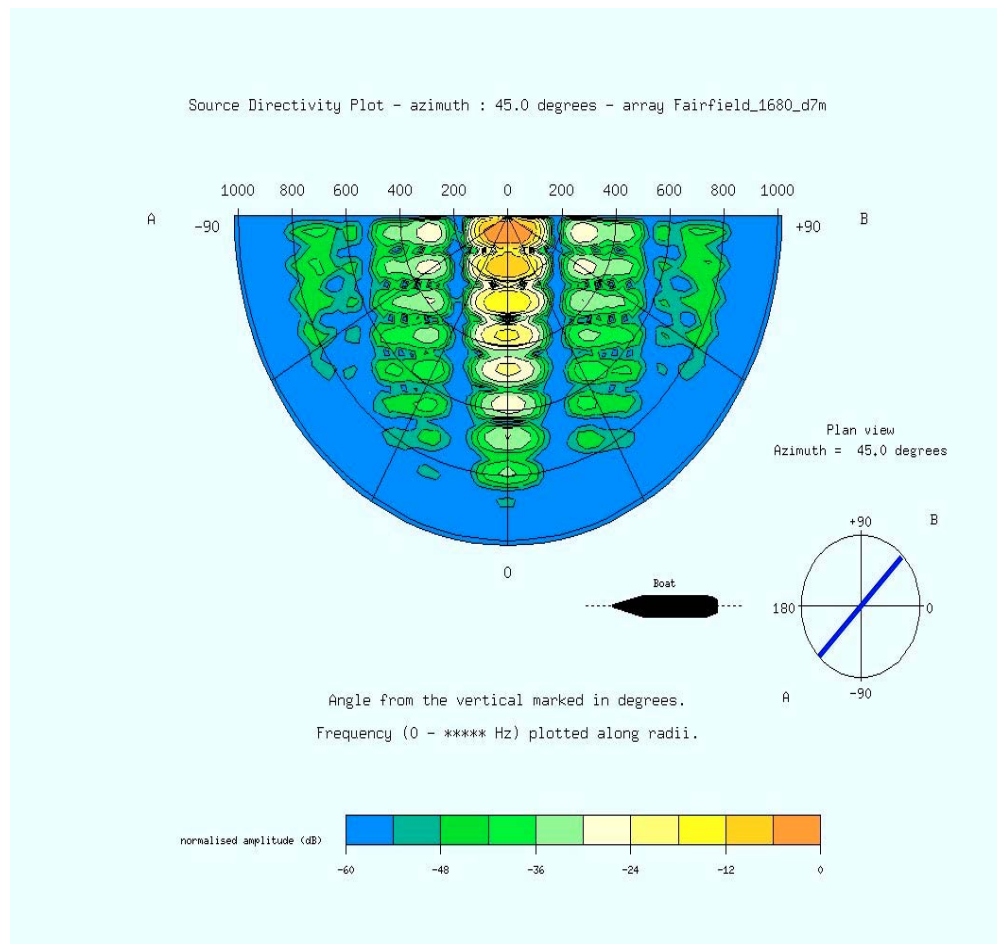 Source Directivity Plot - azimuth : 45.0 degrees - array Fairfield_1680_d7m
1000 800 600 400 200 0 200 400 600 800 1000
A -90 +90 B
0
Plan view
Azimuth = 45.0 degrees
+90 B
Boat
180 0
A -90
Angle from the vertical marked in degrees.
Frequency (0 - ***** Hz) plotted along radii.
normalised amplitude (dB)
-60 -48 -36 -24 -12 0